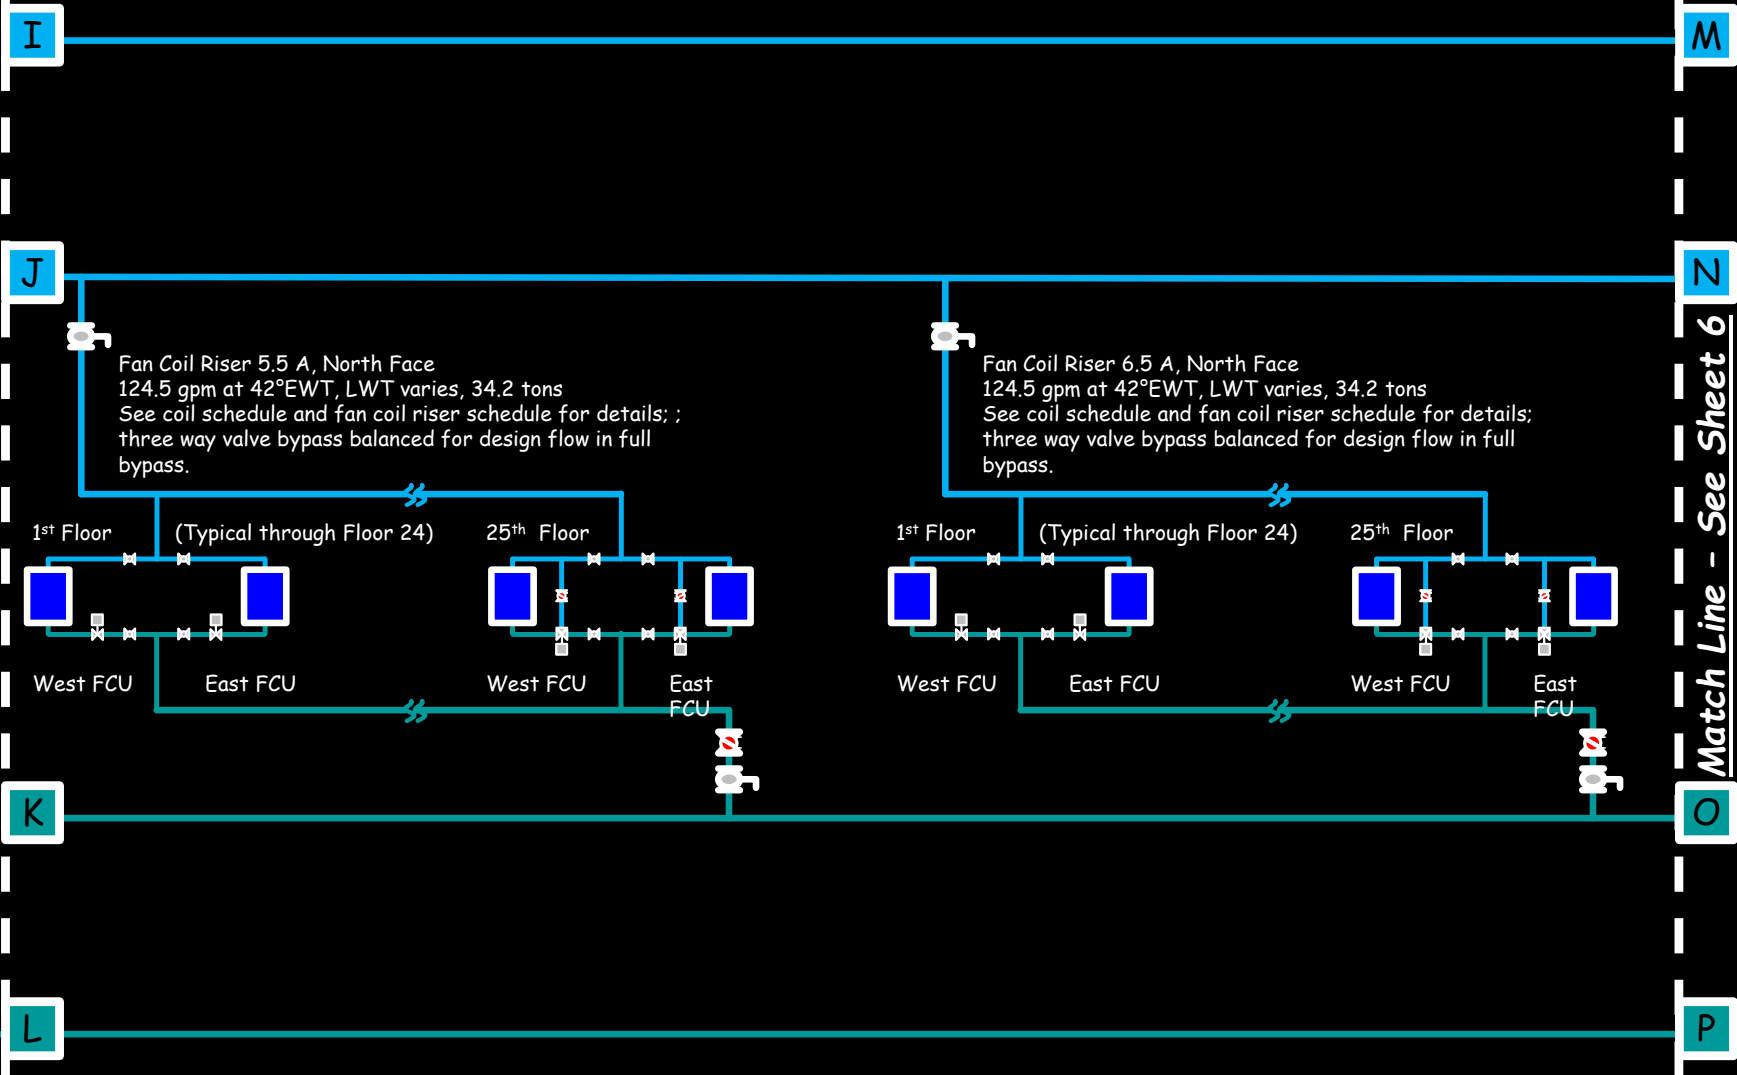 I
M
J
N
Fan Coil Riser 5.5 A, North Face
124.5 gpm at 42°EWT, LWT varies, 34.2 tons
See coil schedule and fan coil riser schedule for details; ;
three way valve bypass balanced for design flow in full
bypass.
Fan Coil Riser 6.5 A, North Face
124.5 gpm at 42°EWT, LWT varies, 34.2 tons
See coil schedule and fan coil riser schedule for details;
three way valve bypass balanced for design flow in full
bypass.
1st Floor
(Typical through Floor 24)
25th Floor
1st Floor
(Typical through Floor 24)
25th Floor
West FCU
East FCU
West FCU
East
FCU
West FCU
East FCU
West FCU
East
FCU
Match Line - See Sheet 6
K
O
L
P